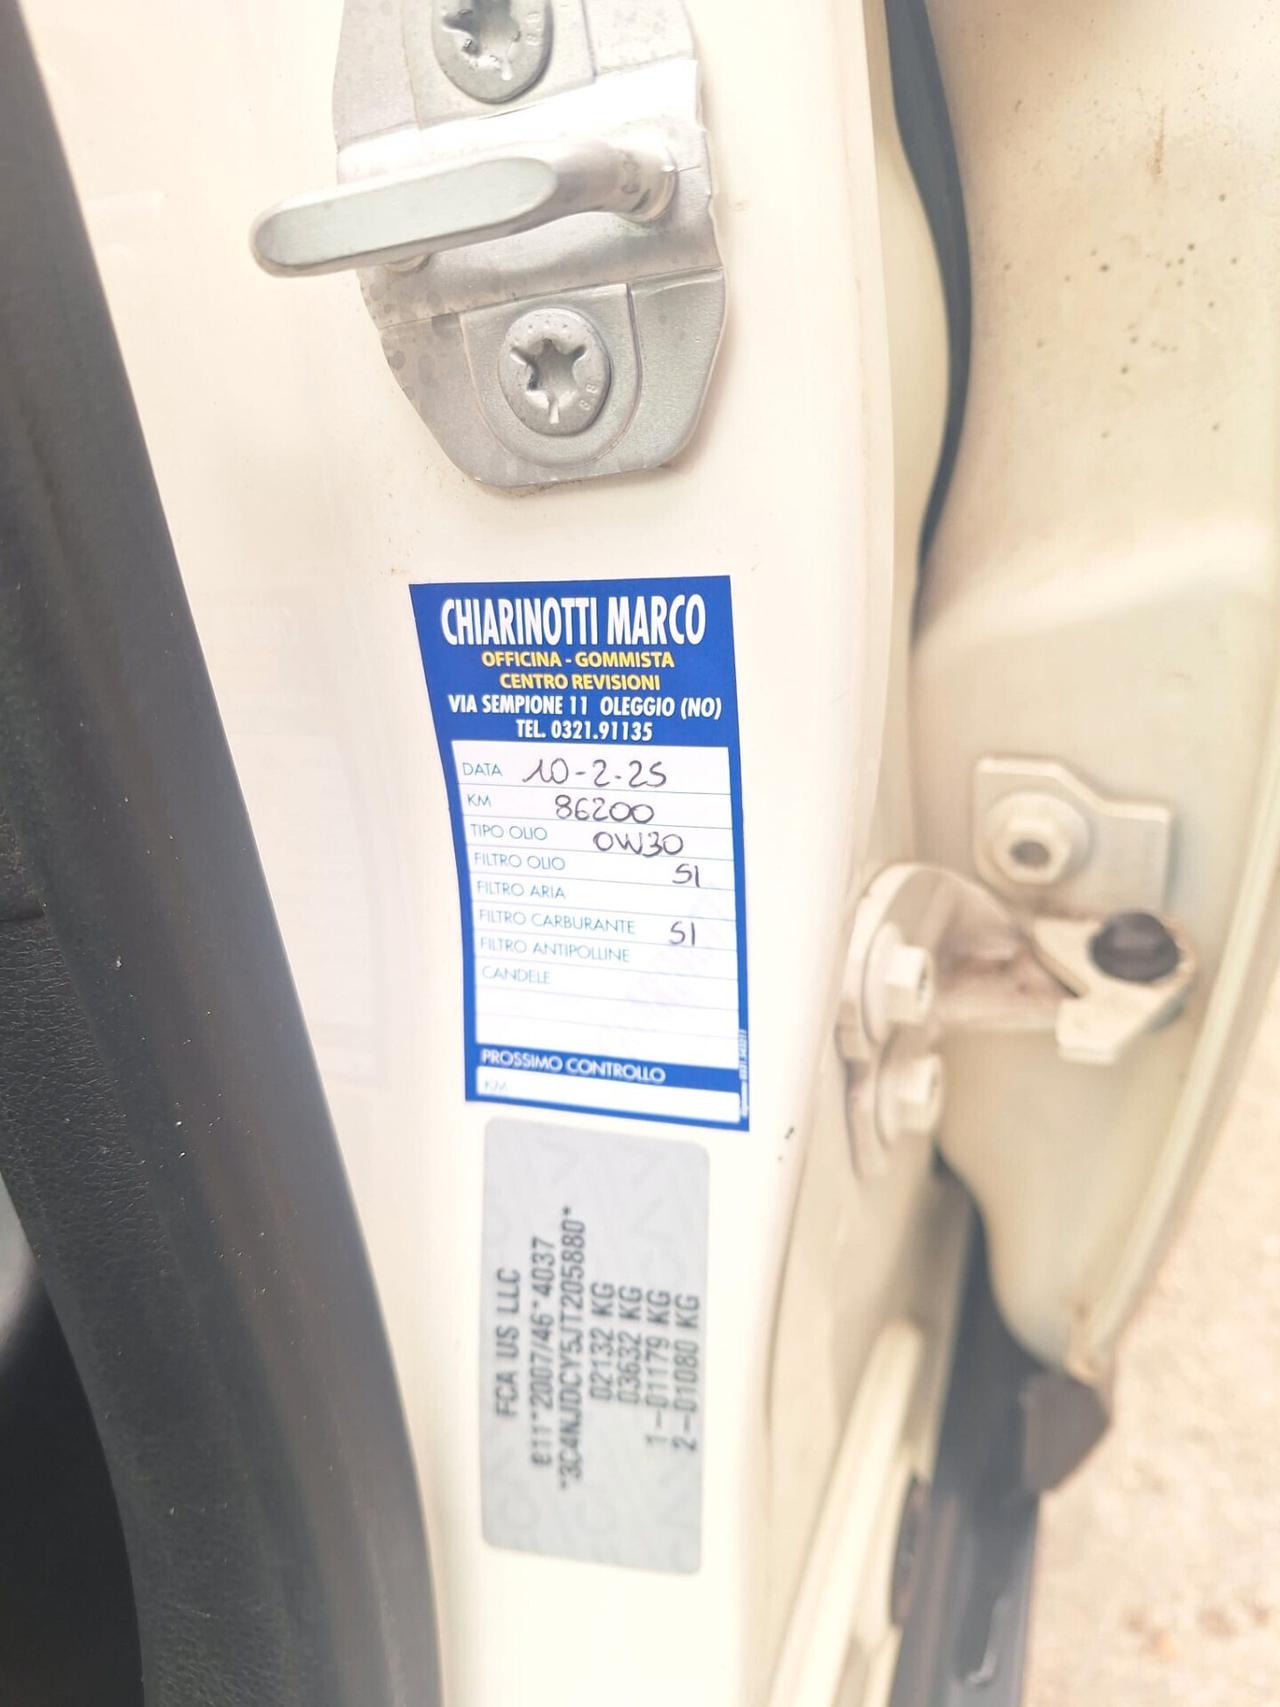 CHIARINOTTI MARCO
OFFICINA - GOMMISTA
CENTRO REVISIONI
VIA SEMPIONE 11 OLEGGIO (NO)
TEL. 0321.91135
DATA 10-2-25
KM 86200
TIPO OLIO 0W30
FILTRO OLIO SI
FILTRO ARIA
FILTRO CARBURANTE SI
FILTRO ANTIPOLLINE
CANDELE
PROSSIMO CONTROLLO
KM
FCA US LLC
e11*2007/46*4037
*3C4NJDCY5JT205880*
02132 KG
03632 KG
1-01179 KG
2-01080 KG
8.8